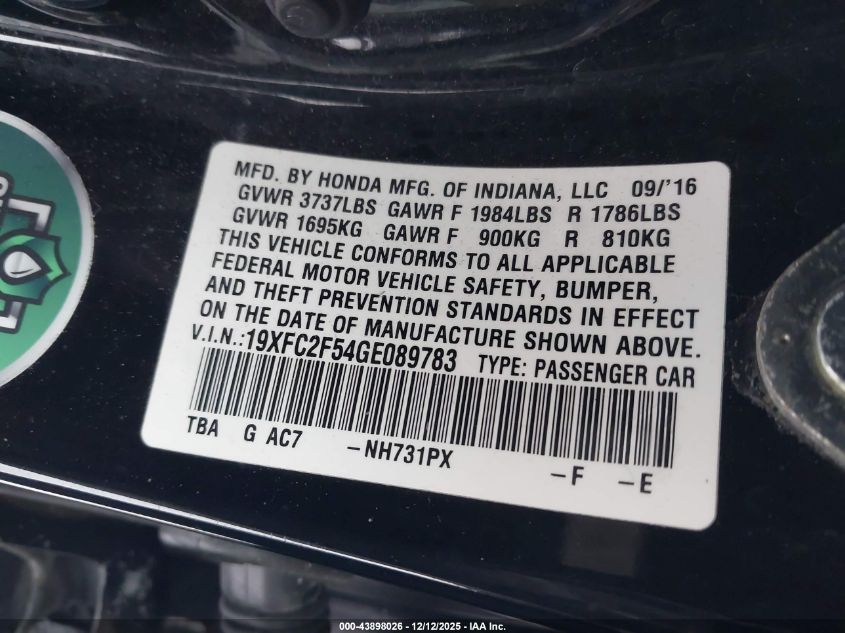 MFD. BY HONDA MFG. OF INDIANA, LLC 09/'16
GVWR 3737LBS GAWR F 1984LBS R 1786LBS
GVWR 1695KG GAWR F 900KG R 810KG
THIS VEHICLE CONFORMS TO ALL APPLICABLE
FEDERAL MOTOR VEHICLE SAFETY, BUMPER,
AND THEFT PREVENTION STANDARDS IN EFFECT
ON THE DATE OF MANUFACTURE SHOWN ABOVE.
V.I.N.:19XFC2F54GE089783 TYPE: PASSENGER CAR
TBA G AC7 -NH731PX -F -E
000-43898026 - 12/12/2025 - IAA Inc.